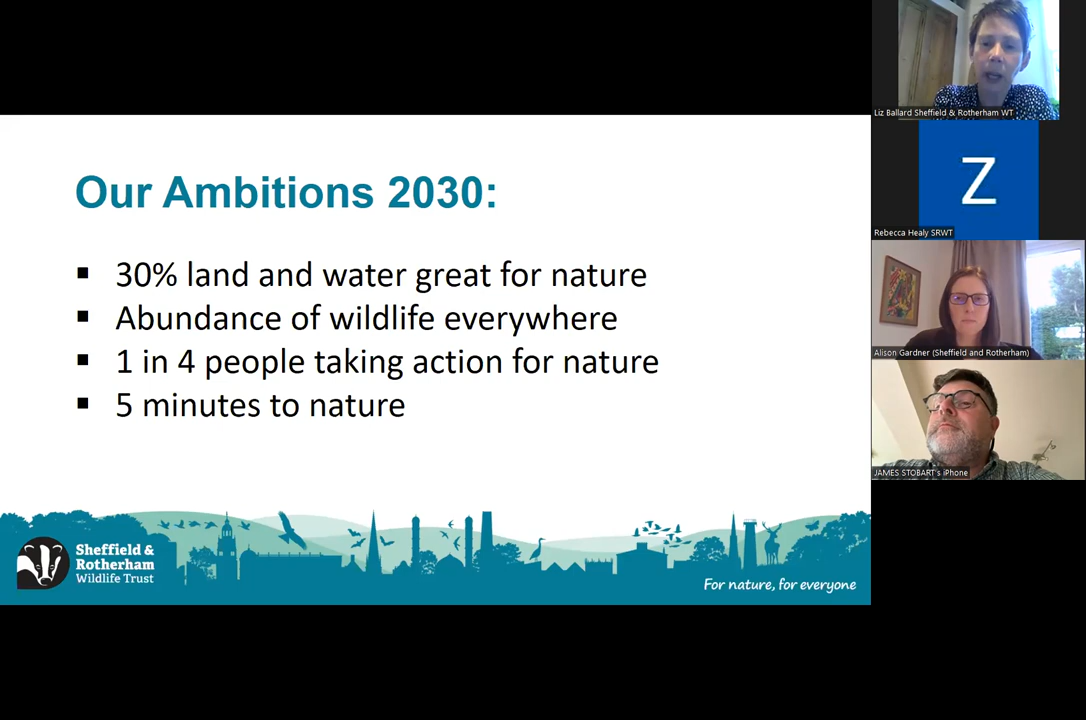 Our Ambitions 2030:
▪ 30% land and water great for nature
▪ Abundance of wildlife everywhere
▪ 1 in 4 people taking action for nature
▪ 5 minutes to nature
Sheffield &
Rotherham
Wildlife Trust
For nature, for everyone
Liz Ballard Sheffield & Rotherham WT
Z
Rebecca Healy SRWT
Alison Gardner (Sheffield and Rotherham)
JAMES STOBART's iPhone